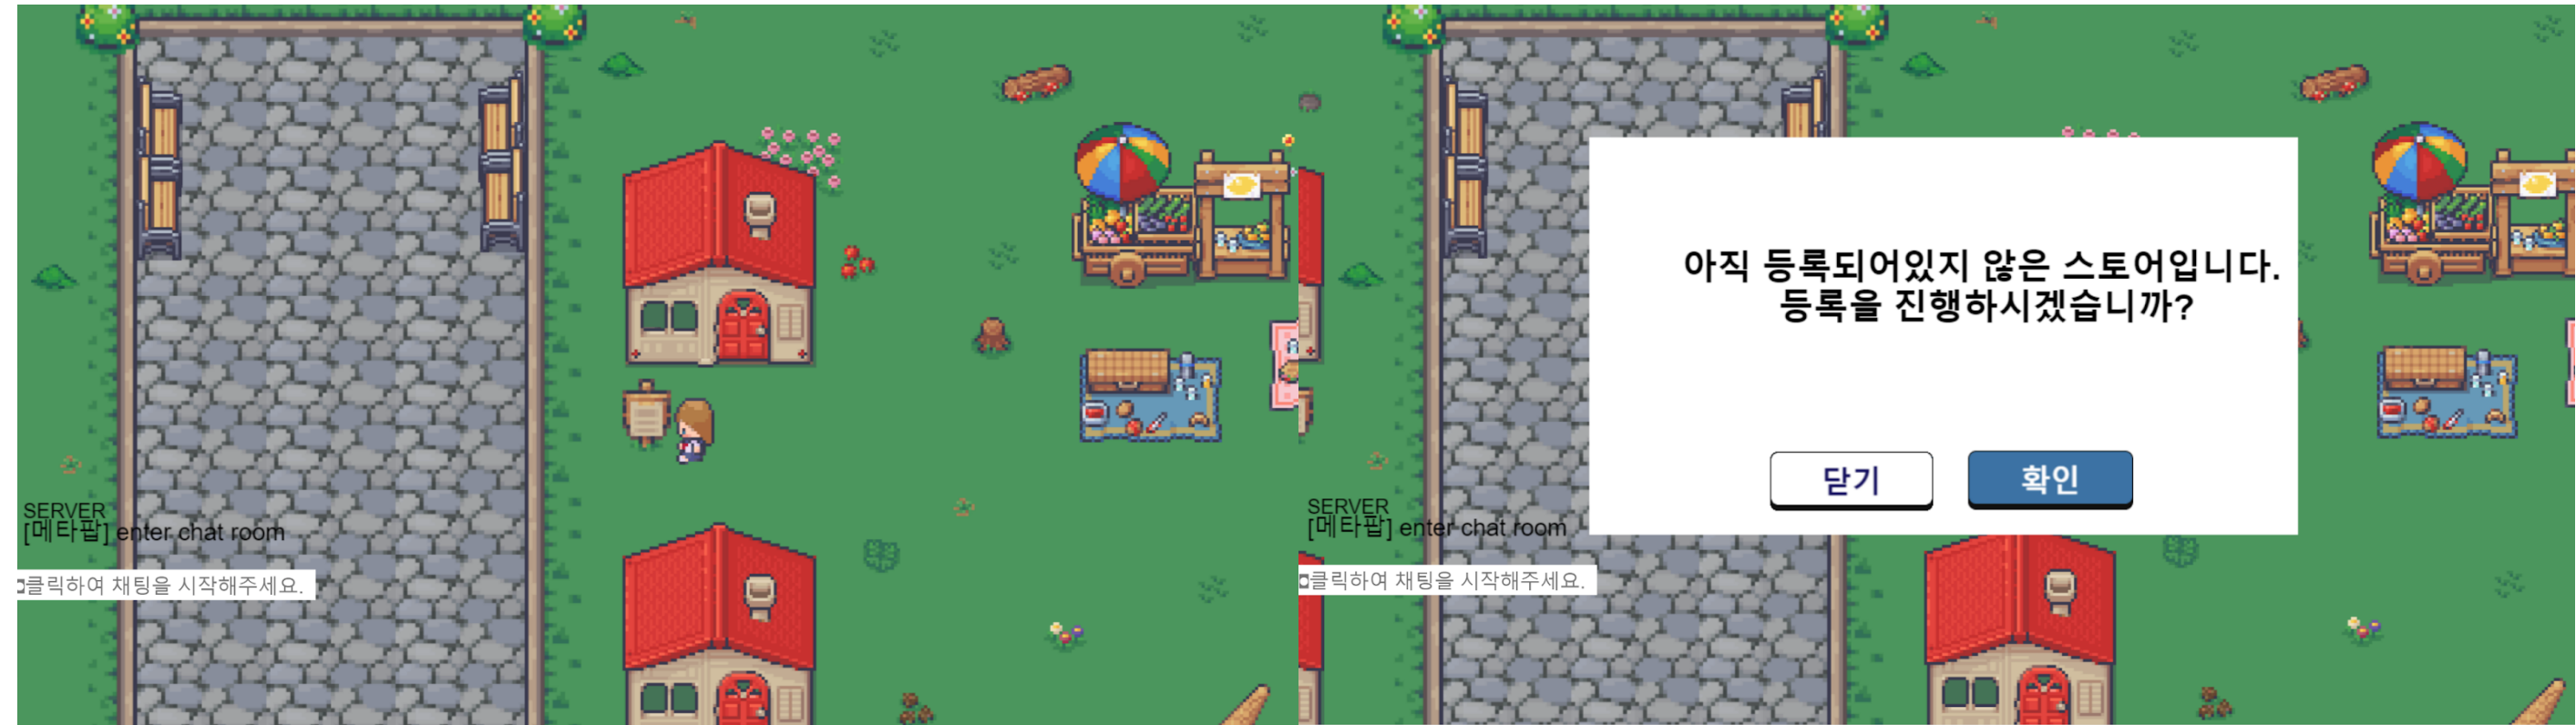 SERVER
[메타팝] enter chat room
클릭하여 채팅을 시작해주세요.
아직 등록되어있지 않은 스토어입니다.
등록을 진행하시겠습니까?
닫기
확인
SERVER
[메타팝] enter chat room
클릭하여 채팅을 시작해주세요.